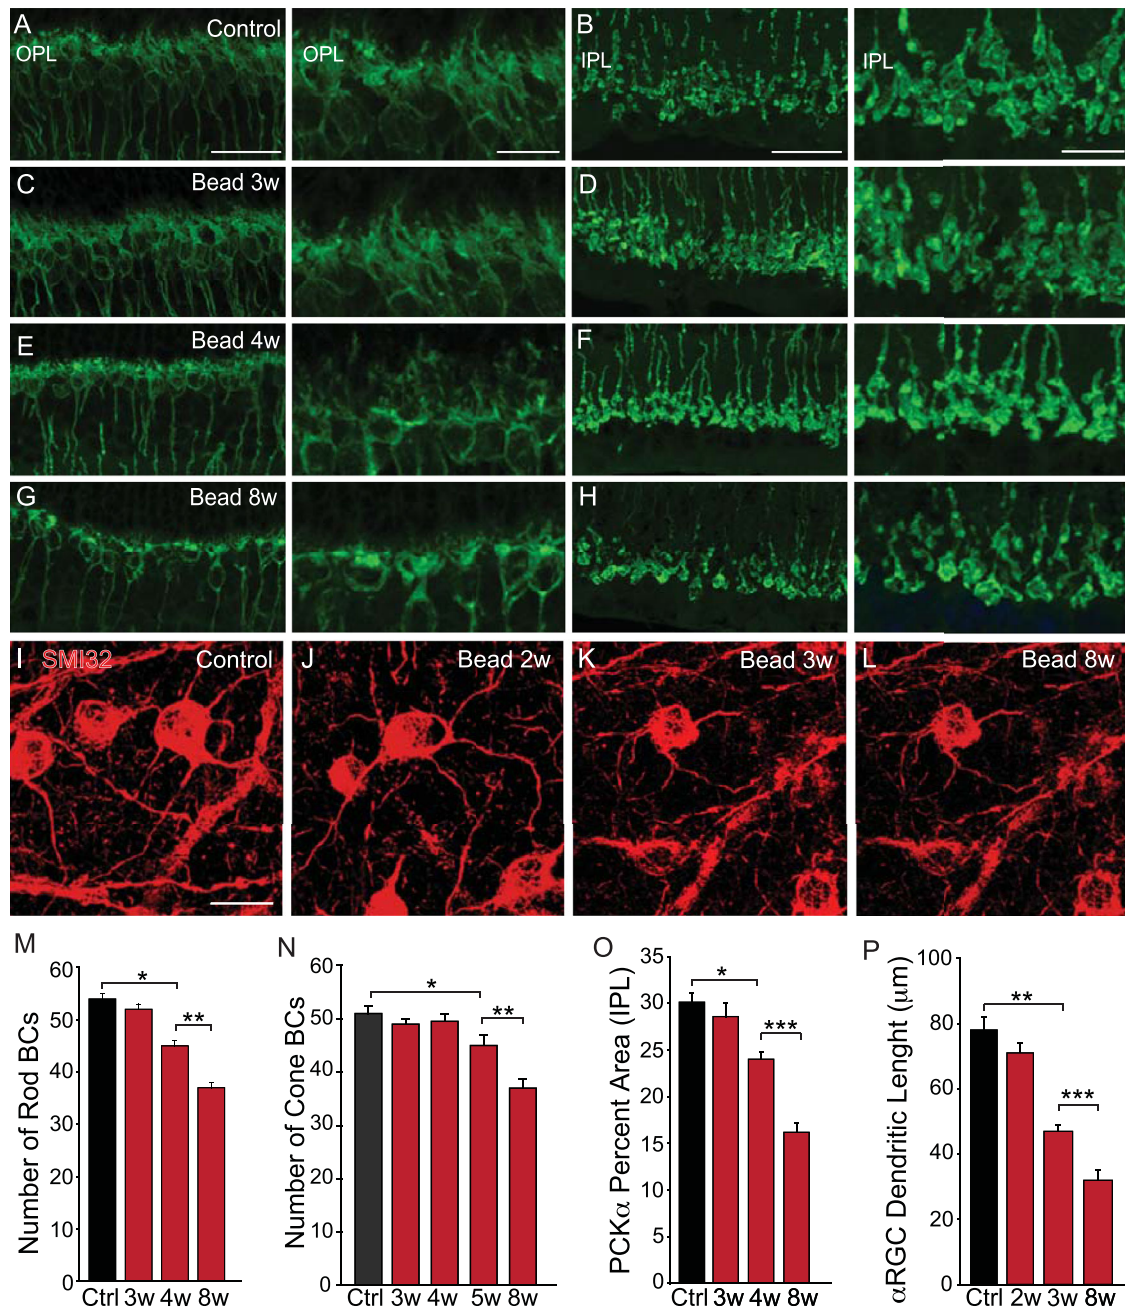 A Control B
OPL OPL IPL IPL
C Bead 3w D
E Bead 4w F
G Bead 8w H
I SMI32 Control J Bead 2w K Bead 3w L Bead 8w
M
Number of Rod BCs
60
50
40
30
20
10
0
*
**
Ctrl 3w 4w 8w
N
Number of Cone BCs
60
50
40
30
20
10
0
*
**
Ctrl 3w 4w 5w 8w
O
PCKα Percent Area (IPL)
35
30
25
20
15
10
5
0
*
***
Ctrl 3w 4w 8w
P
αRGC Dendritic Lenght (μm)
100
80
60
40
20
0
**
***
Ctrl 2w 3w 8w